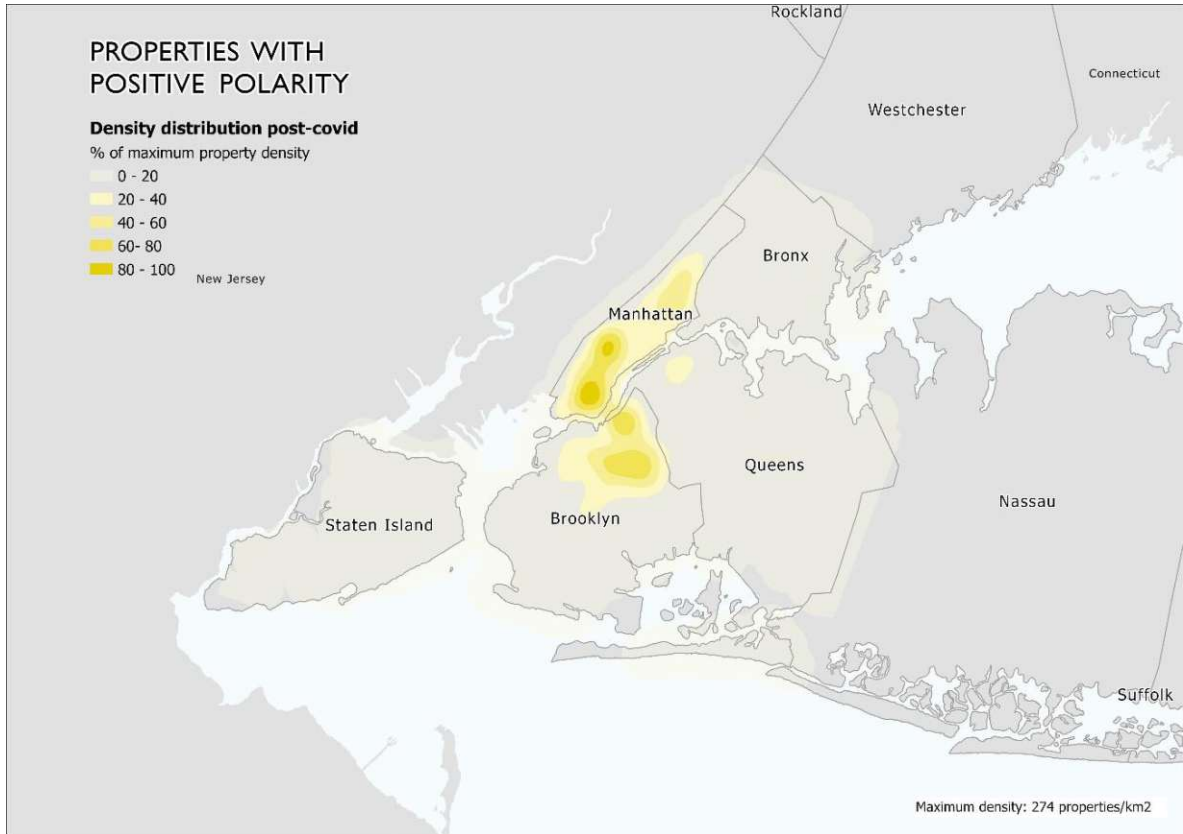 PROPERTIES WITH
POSITIVE POLARITY
Density distribution post-covid
% of maximum property density
0 - 20
20 - 40
40 - 60
60- 80
80 - 100
New Jersey
Rockland
Connecticut
Westchester
Bronx
Manhattan
Queens
Nassau
Staten Island
Brooklyn
Suffolk
Maximum density: 274 properties/km2